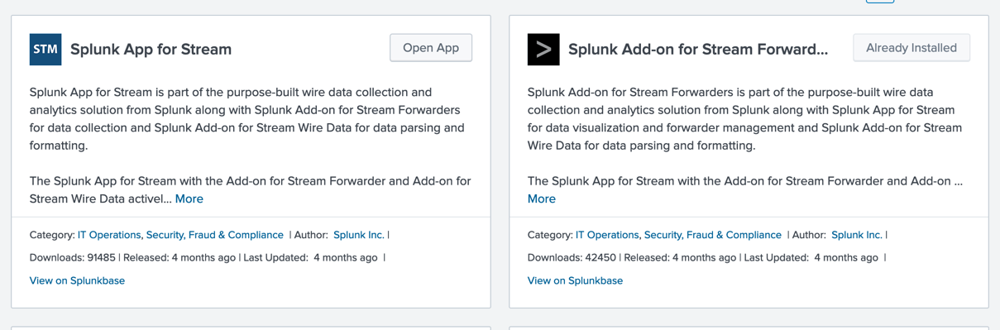 STM
Splunk App for Stream
Open App
Splunk App for Stream is part of the purpose-built wire data collection and
analytics solution from Splunk along with Splunk Add-on for Stream Forwarders
for data collection and Splunk Add-on for Stream Wire Data for data parsing and
formatting.
The Splunk App for Stream with the Add-on for Stream Forwarder and Add-on for
Stream Wire Data activel... More
Category: IT Operations, Security, Fraud & Compliance | Author: Splunk Inc. |
Downloads: 91485 | Released: 4 months ago | Last Updated: 4 months ago |
View on Splunkbase
>
Splunk Add-on for Stream Forward...
Already Installed
Splunk Add-on for Stream Forwarders is part of the purpose-built wire data
collection and analytics solution from Splunk along with Splunk App for Stream
for data visualization and forwarder management and Splunk Add-on for Stream
Wire Data for data parsing and formatting.
The Splunk App for Stream with the Add-on for Stream Forwarder and Add-on ...
More
Category: IT Operations, Security, Fraud & Compliance | Author: Splunk Inc. |
Downloads: 42450 | Released: 4 months ago | Last Updated: 4 months ago |
View on Splunkbase